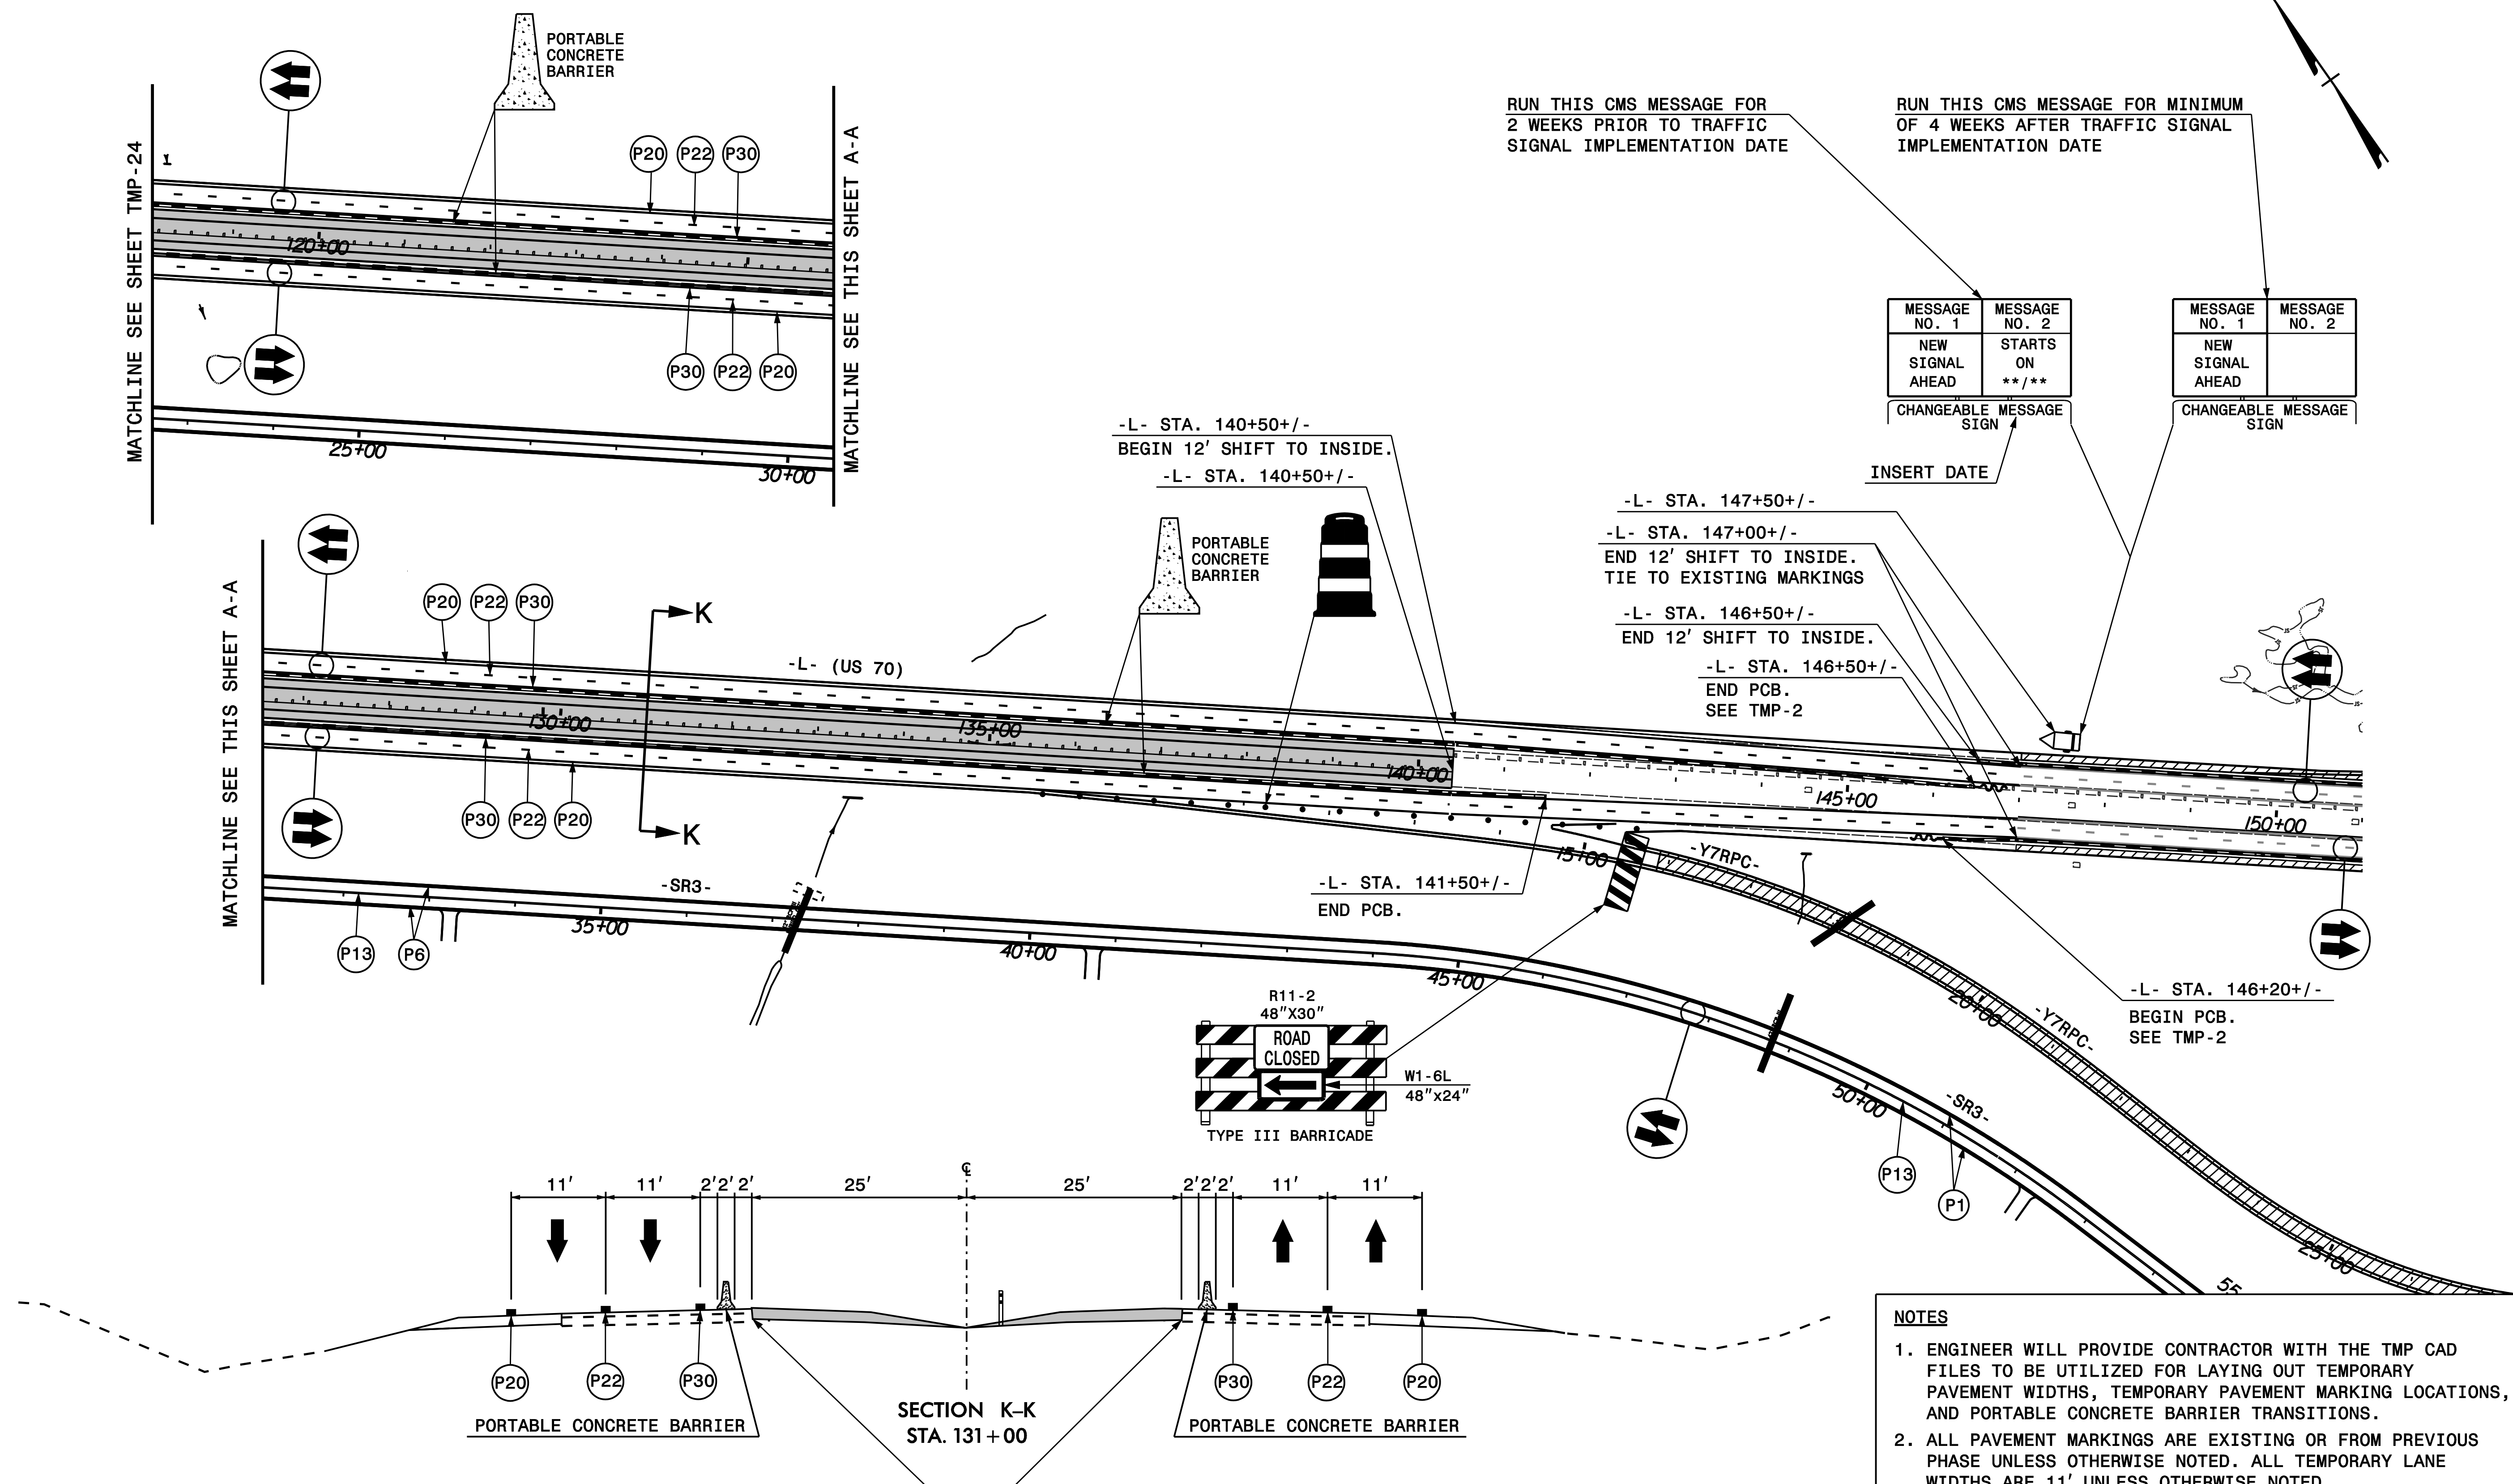 PORTABLE
CONCRETE
BARRIER
MATCHLINE SEE SHEET TMP-24
P20 P22 P30
120+00
P30 P22 P20
25+00
30+00
MATCHLINE SEE THIS SHEET A-A
RUN THIS CMS MESSAGE FOR
2 WEEKS PRIOR TO TRAFFIC
SIGNAL IMPLEMENTATION DATE
RUN THIS CMS MESSAGE FOR MINIMUM
OF 4 WEEKS AFTER TRAFFIC SIGNAL
IMPLEMENTATION DATE
MESSAGE
NO. 1
MESSAGE
NO. 2
NEW
SIGNAL
AHEAD
STARTS
ON
**/**
CHANGEABLE MESSAGE
SIGN
INSERT DATE
MESSAGE
NO. 1
MESSAGE
NO. 2
NEW
SIGNAL
AHEAD
CHANGEABLE MESSAGE
SIGN
-L- STA. 140+50+/-
BEGIN 12' SHIFT TO INSIDE.
-L- STA. 140+50+/-
PORTABLE
CONCRETE
BARRIER
-L- STA. 147+50+/-
-L- STA. 147+00+/-
END 12' SHIFT TO INSIDE.
TIE TO EXISTING MARKINGS
-L- STA. 146+50+/-
END 12' SHIFT TO INSIDE.
-L- STA. 146+50+/-
END PCB.
SEE TMP-2
MATCHLINE SEE THIS SHEET A-A
P20 P22 P30
K
-L- (US 70)
130+00
135+00
140+00
145+00
150+00
P30 P22 P20
K
-SR3-
15+00
-Y7RPC-
-L- STA. 141+50+/-
END PCB.
P13 P6
35+00
40+00
45+00
20+00
-Y7RPC-
-L- STA. 146+20+/-
BEGIN PCB.
SEE TMP-2
R11-2
48"X30"
ROAD
CLOSED
W1-6L
48"x24"
TYPE III BARRICADE
50+00
-SR3-
P13
P1
25+00
55
11' 11' 2' 2' 2' 25' ℄ 25' 2' 2' 2' 11' 11'
P20 P22 P30 P30 P22 P20
PORTABLE CONCRETE BARRIER
SECTION K–K
STA. 131+00
PORTABLE CONCRETE BARRIER
NOTES
1. ENGINEER WILL PROVIDE CONTRACTOR WITH THE TMP CAD
FILES TO BE UTILIZED FOR LAYING OUT TEMPORARY
PAVEMENT WIDTHS, TEMPORARY PAVEMENT MARKING LOCATIONS,
AND PORTABLE CONCRETE BARRIER TRANSITIONS.
2. ALL PAVEMENT MARKINGS ARE EXISTING OR FROM PREVIOUS
PHASE UNLESS OTHERWISE NOTED. ALL TEMPORARY LANE
WIDTHS ARE 11' UNLESS OTHERWISE NOTED